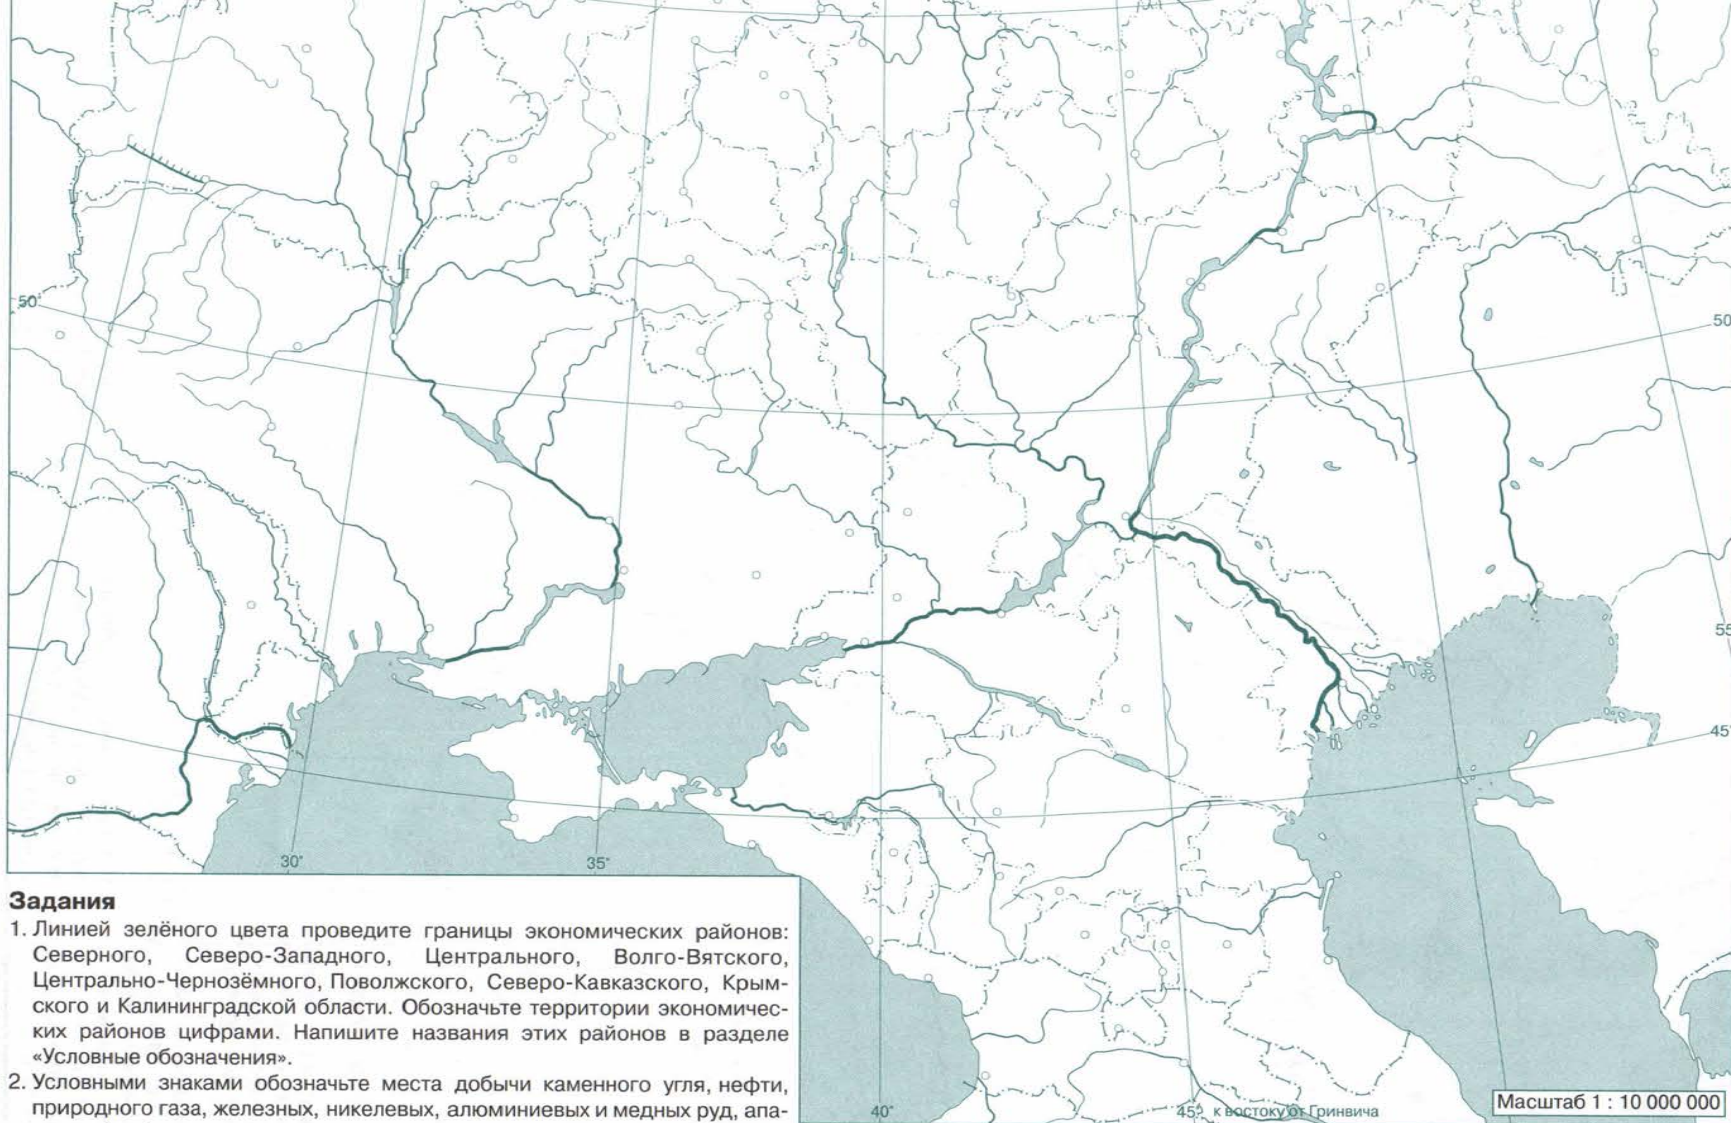 50°
50
55
45°
30°
35°
Задания
1. Линией зелёного цвета проведите границы экономических районов:
Северного, Северо-Западного, Центрального, Волго-Вятского,
Центрально-Чернозёмного, Поволжского, Северо-Кавказского, Крым-
ского и Калининградской области. Обозначьте территории экономичес-
ких районов цифрами. Напишите названия этих районов в разделе
«Условные обозначения».
2. Условными знаками обозначьте места добычи каменного угля, нефти,
природного газа, железных, никелевых, алюминиевых и медных руд, апа-
40°
45° к востоку от Гринвича
Масштаб 1 : 10 000 000